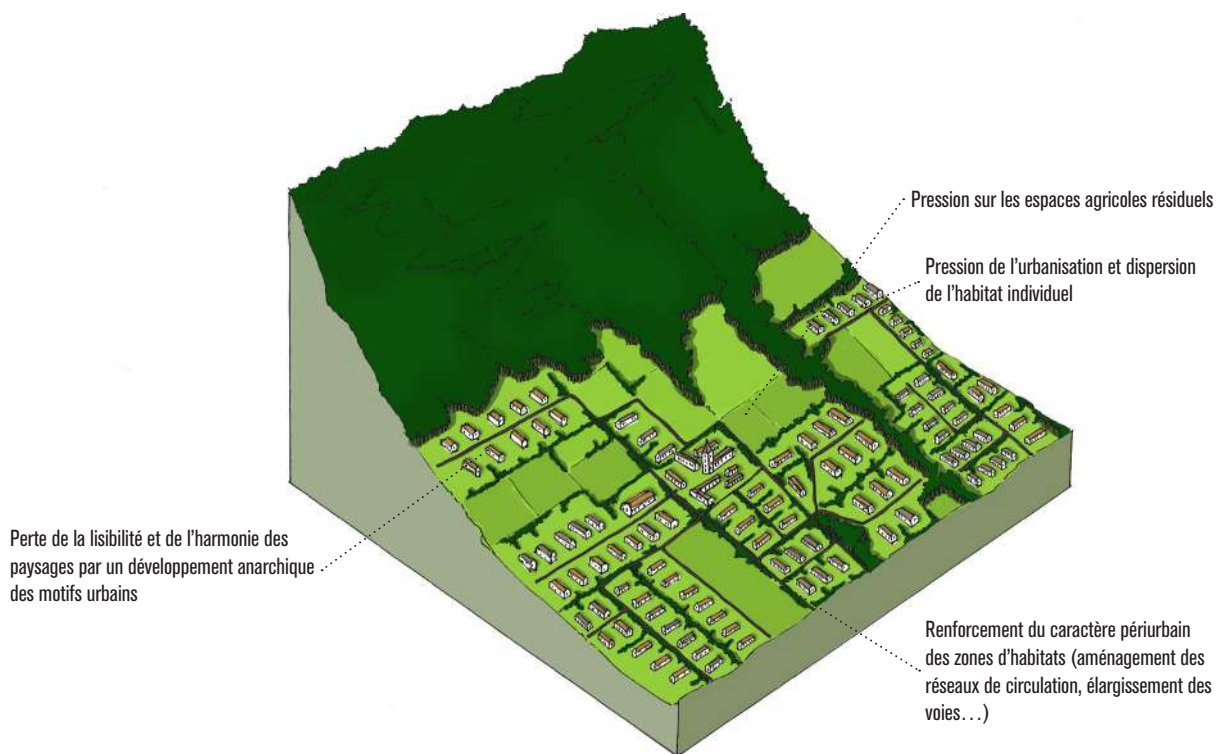 Pression sur les espaces agricoles résiduels
Pression de l'urbanisation et dispersion
de l'habitat individuel
Perte de la lisibilité et de l'harmonie des
paysages par un développement anarchique
des motifs urbains
Renforcement du caractère périurbain
des zones d'habitats (aménagement des
réseaux de circulation, élargissement des
voies…)